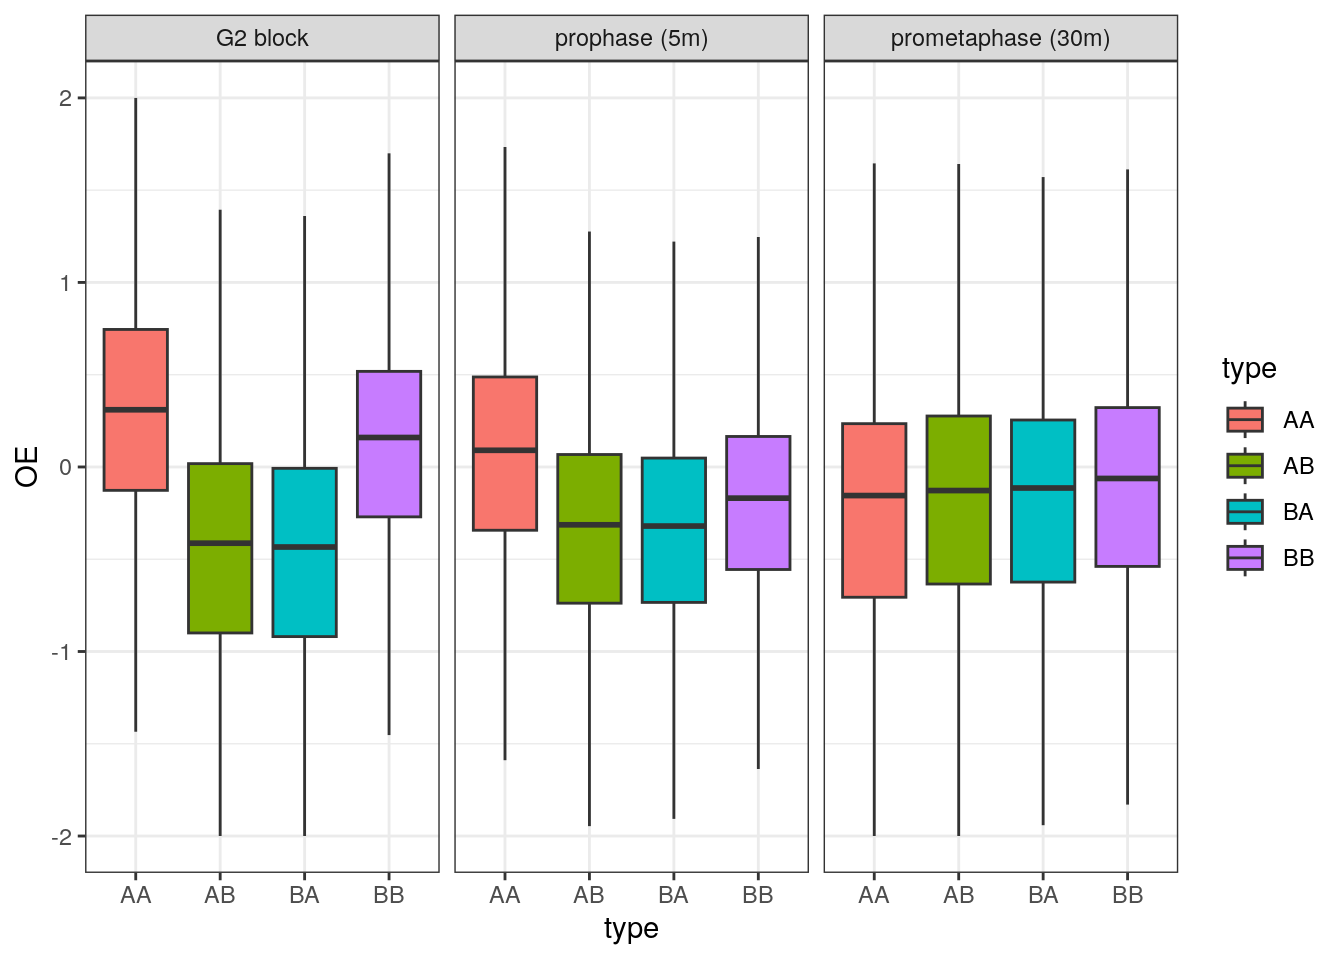 G2 block
prophase (5m)
prometaphase (30m)
OE
2
1
0
-1
-2
AA AB BA BB
AA AB BA BB
AA AB BA BB
type
type
AA
AB
BA
BB